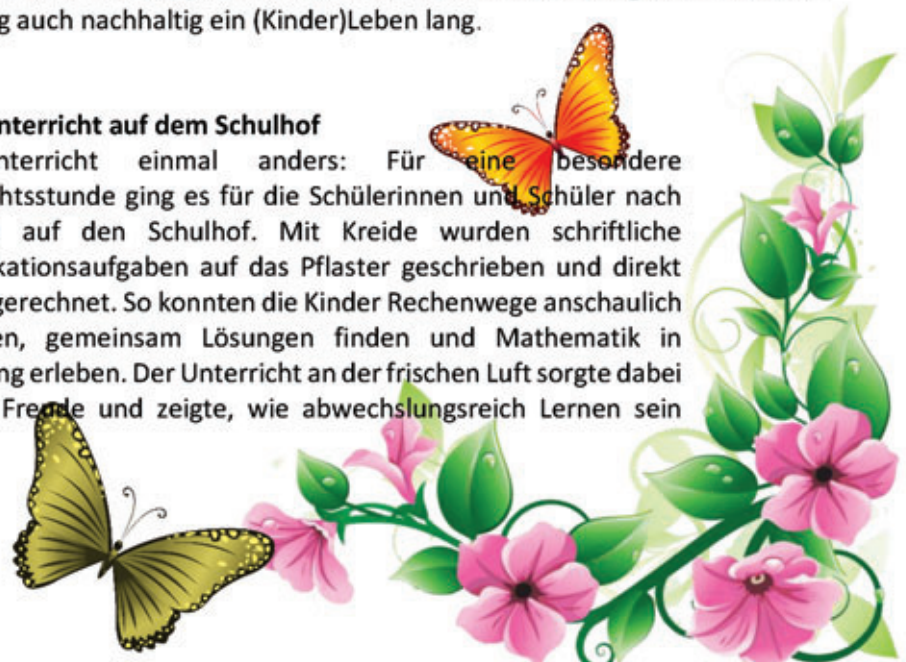 g auch nachhaltig ein (Kinder)Leben lang.
nterricht auf dem Schulhof
nterricht einmal anders: Für eine besondere
htsstunde ging es für die Schülerinnen und Schüler nach
auf den Schulhof. Mit Kreide wurden schriftliche
kationsaufgaben auf das Pflaster geschrieben und direkt
gerechnet. So konnten die Kinder Rechenwege anschaulich
en, gemeinsam Lösungen finden und Mathematik in
ng erleben. Der Unterricht an der frischen Luft sorgte dabei
Freude und zeigte, wie abwechslungsreich Lernen sein